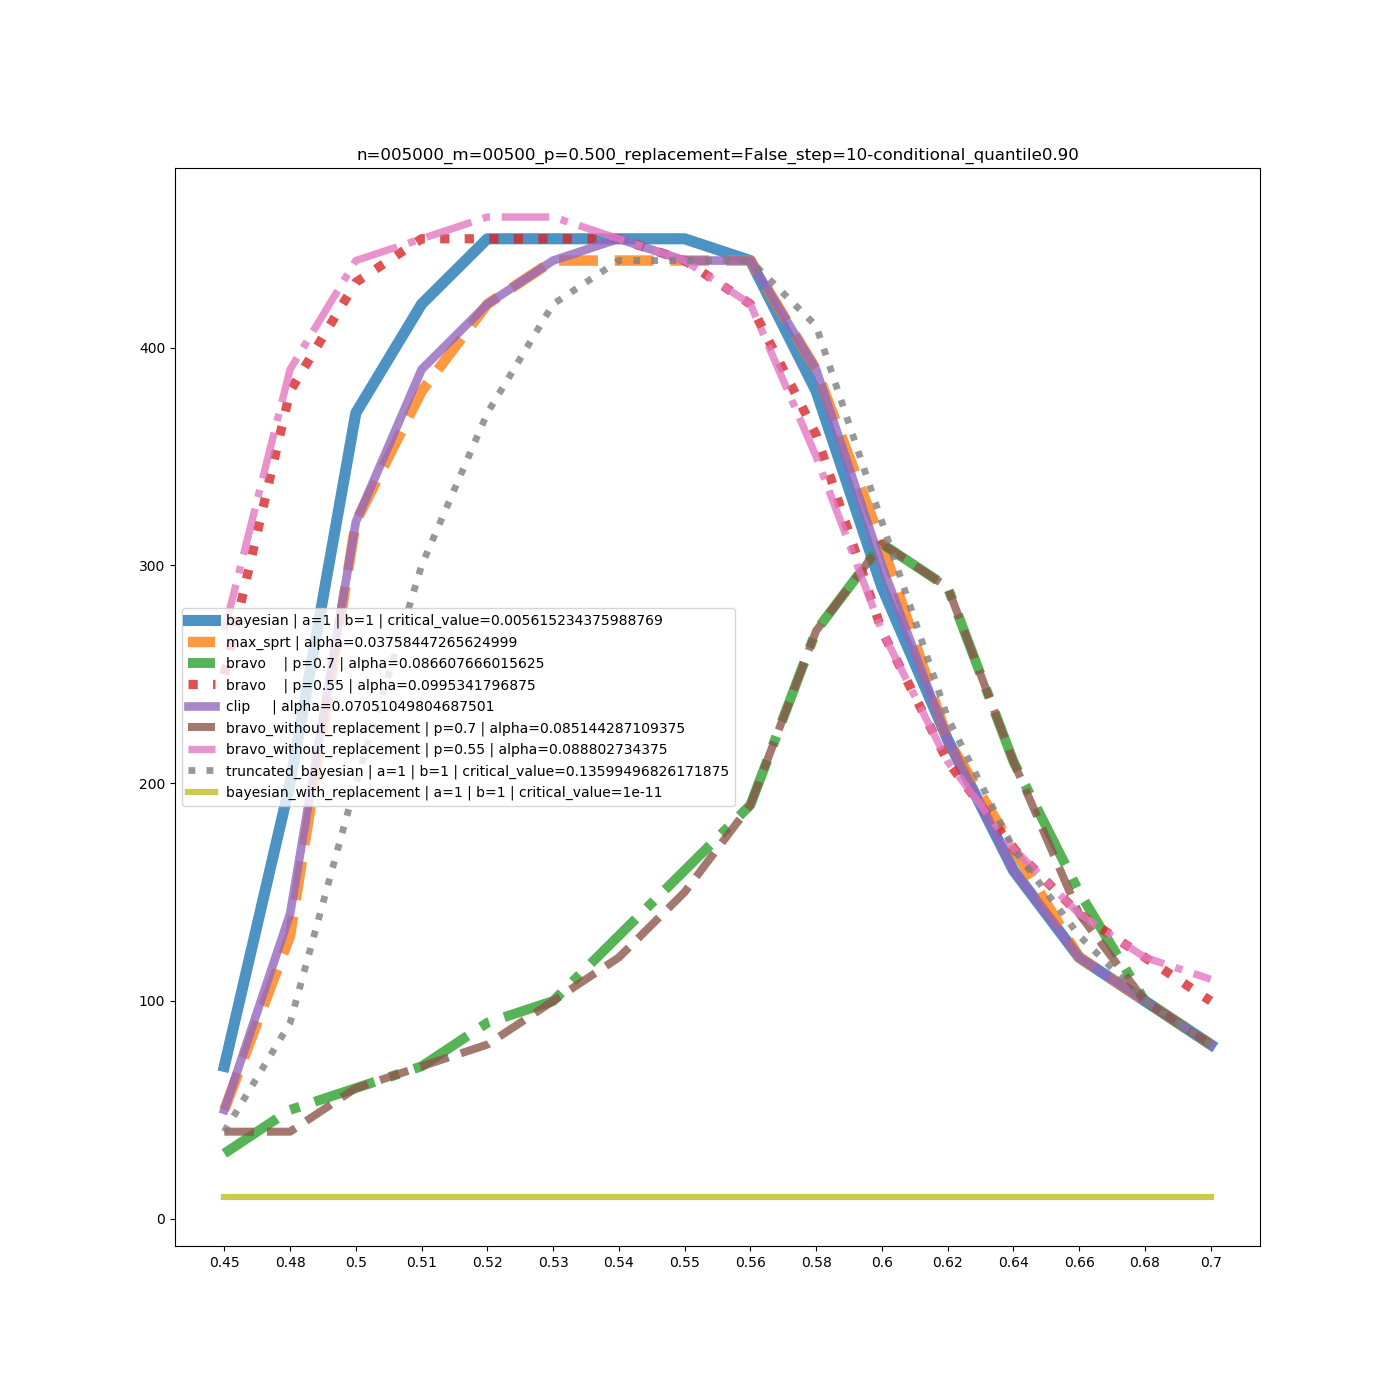 n=005000_m=00500_p=0.500_replacement=False_step=10-conditional_quantile0.90
400
300
bayesian | a=1 | b=1 | critical_value=0.005615234375988769
max_sprt | alpha=0.03758447265624999
bravo    | p=0.7 | alpha=0.086607666015625
bravo    | p=0.55 | alpha=0.0995341796875
clip     | alpha=0.07051049804687501
bravo_without_replacement | p=0.7 | alpha=0.085144287109375
bravo_without_replacement | p=0.55 | alpha=0.088802734375
truncated_bayesian | a=1 | b=1 | critical_value=0.13599496826171875
bayesian_with_replacement | a=1 | b=1 | critical_value=1e-11
200
100
0
0.45 0.48 0.5 0.51 0.52 0.53 0.54 0.55 0.56 0.58 0.6 0.62 0.64 0.66 0.68 0.7